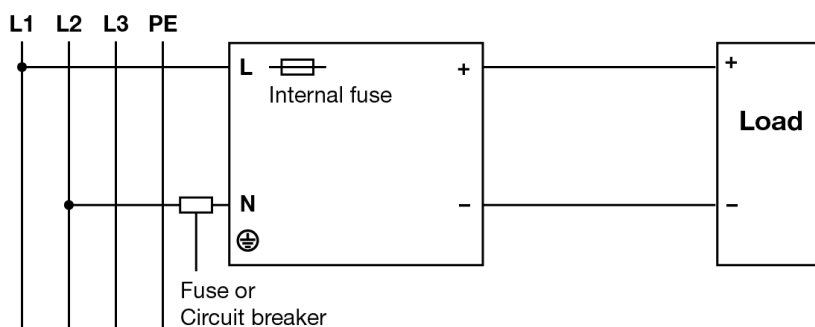 L1 L2 L3 PE
L
Internal fuse
+
+
Load
N
−
−
Fuse or
Circuit breaker